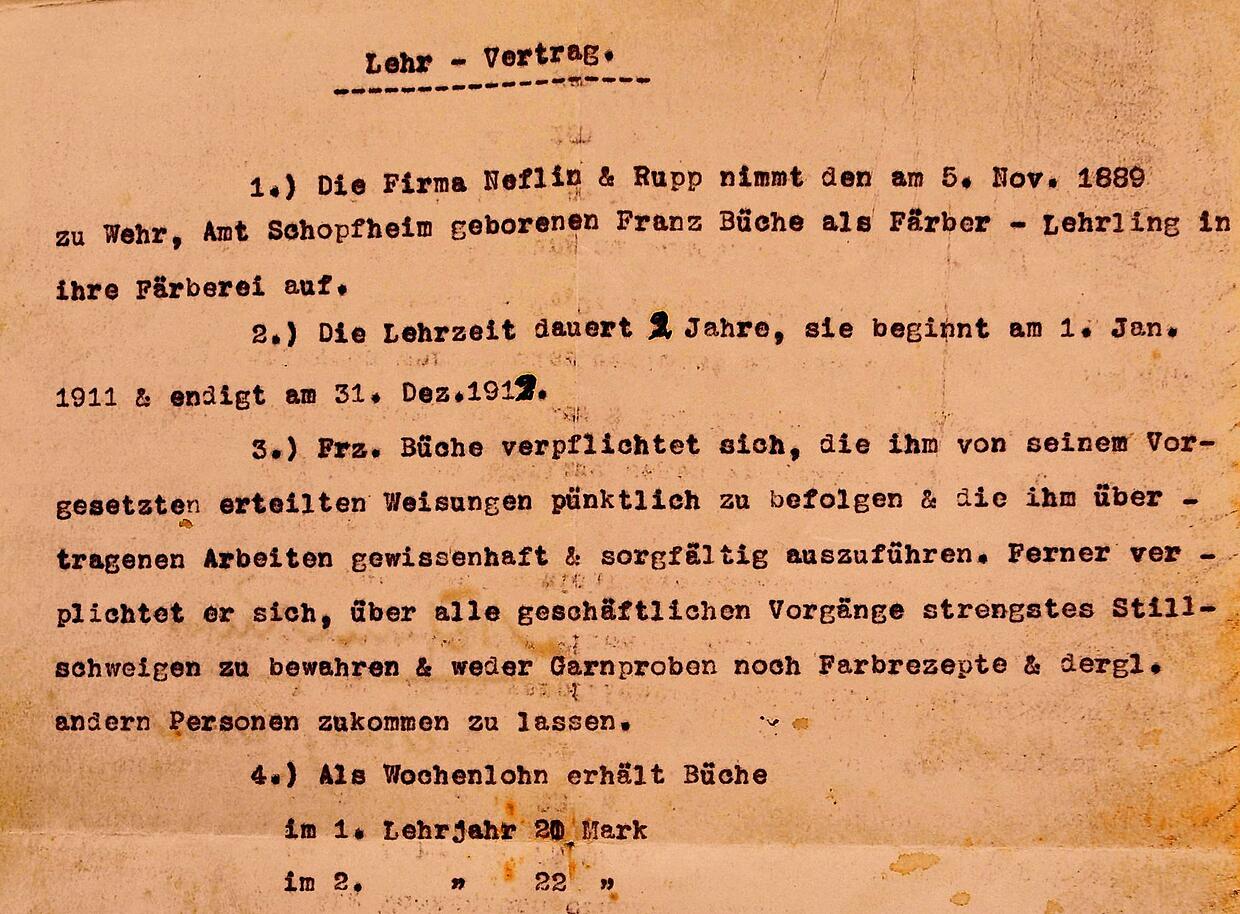 Lehr - Vertrag.
1.) Die Firma Neflin & Rupp nimmt den am 5. Nov. 1889
zu Wehr, Amt Schopfheim geborenen Franz Büche als Färber - Lehrling in
ihre Färberei auf.
2.) Die Lehrzeit dauert 2 Jahre, sie beginnt am 1. Jan.
1911 & endigt am 31. Dez.1912.
3.) Frz. Büche verpflichtet sich, die ihm von seinem Vor-
gesetzten erteilten Weisungen pünktlich zu befolgen & die ihm über -
tragenen Arbeiten gewissenhaft & sorgfältig auszuführen. Ferner ver -
plichtet er sich, über alle geschäftlichen Vorgänge strengstes Still-
schweigen zu bewahren & weder Garnproben noch Farbrezepte & dergl.
andern Personen zukommen zu lassen.
4.) Als Wochenlohn erhält Büche
im 1. Lehrjahr 20 Mark
im 2. " 22 "